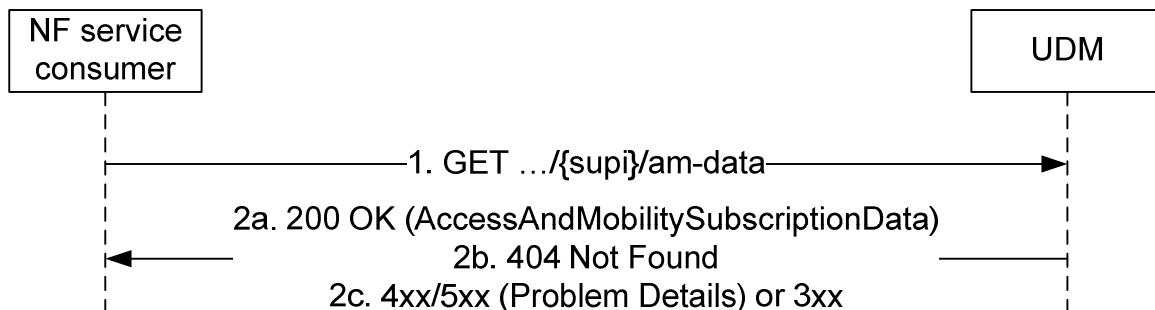 NF service
consumer
UDM
1. GET …/{supi}/am-data
2a. 200 OK (AccessAndMobilitySubscriptionData)
2b. 404 Not Found
2c. 4xx/5xx (Problem Details) or 3xx